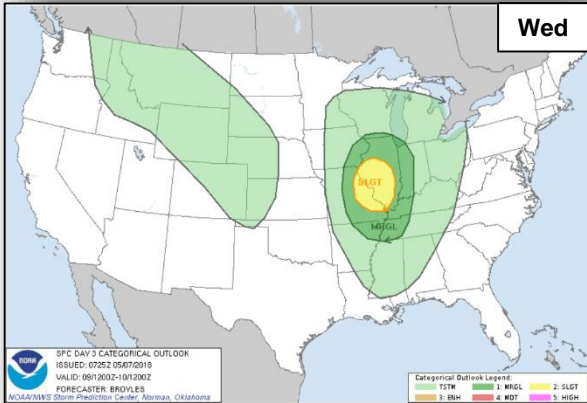 Wed
SLGT
MRGL
SPC DAY 3 CATEGORICAL OUTLOOK
ISSUED: 0725Z 05/07/2018
VALID: 09/1200Z-10/1200Z
FORECASTER: BROYLES
NOAA/NWS Storm Prediction Center, Norman, Oklahoma
NOAA
Categorical Outlook Legend:
TSTM 1: MRGL 2: SLGT
3: ENH 4: MDT 5: HIGH